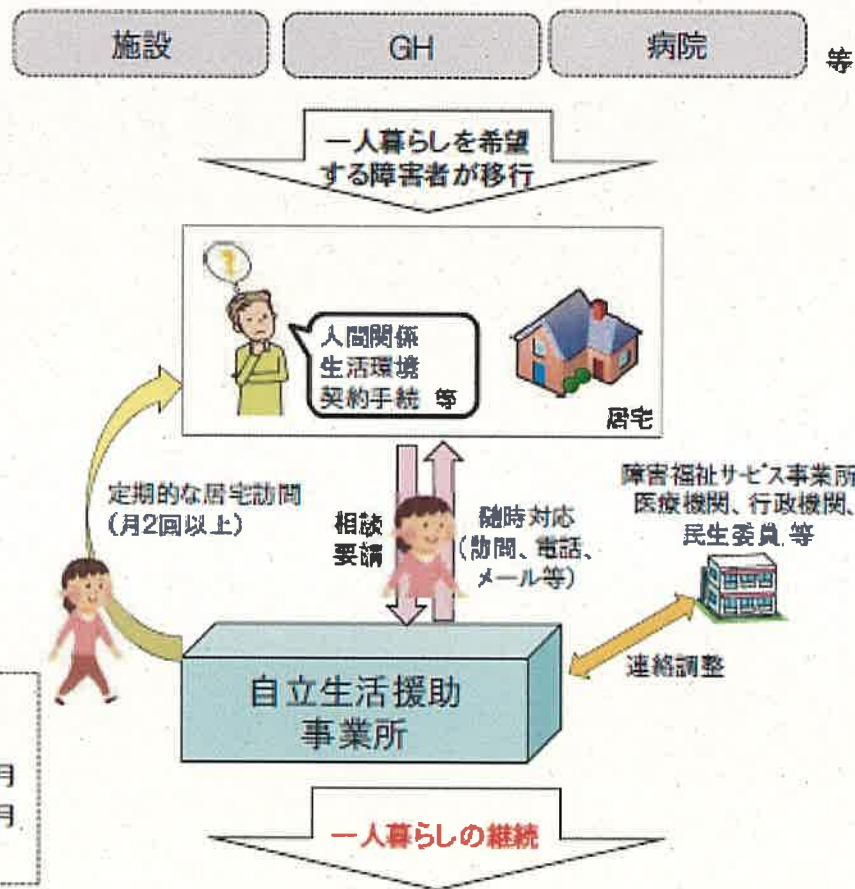 施設
GH
病院
等
一人暮らしを希望
する障害者が移行
人間関係
生活環境
契約手続 等
居宅
定期的な居宅訪問
(月2回以上)
相談
要請
随時対応
(訪問、電話、
メール等)
障害福祉サービス事業所
医療機関、行政機関、
民生委員 等
連絡調整
自立生活援助
事業所
月
月
一人暮らしの継続